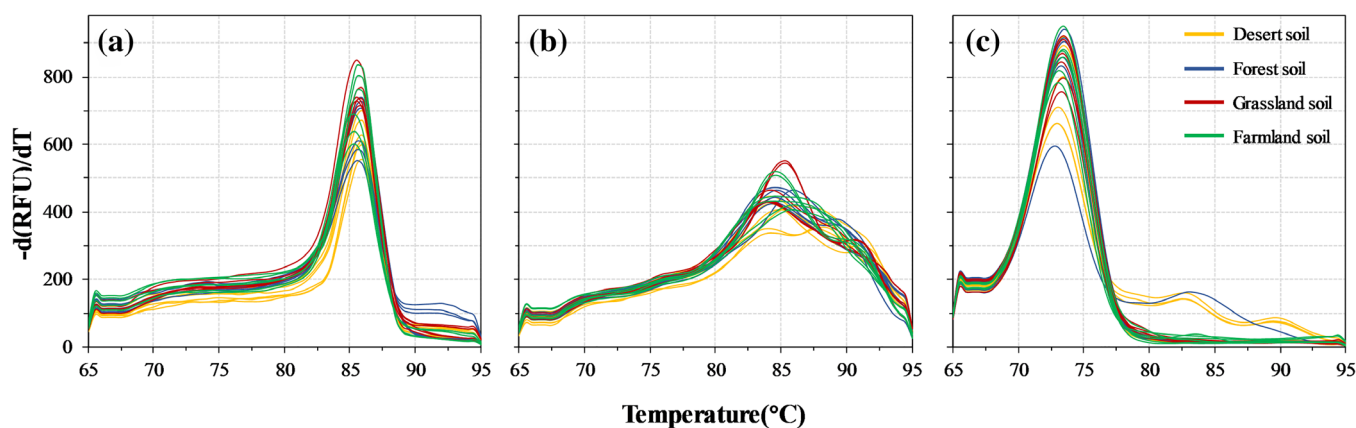 (a)
(b)
(c)
Desert soil
Forest soil
Grassland soil
Farmland soil
-d(RFU)/dT
800
600
400
200
0
65 70 75 80 85 90 95
65 70 75 80 85 90 95
65 70 75 80 85 90 95
Temperature(°C)